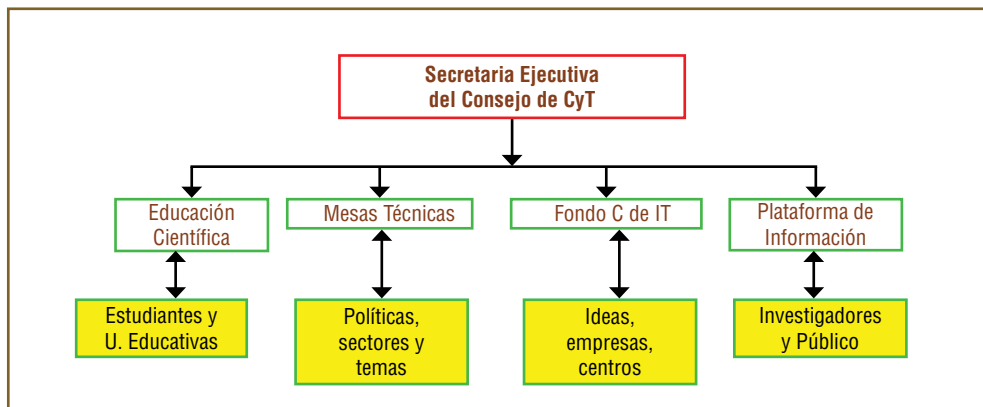 Secretaria Ejecutiva
del Consejo de CyT
Educación
Científica
Mesas Técnicas
Fondo C de IT
Plataforma de
Información
Estudiantes y
U. Educativas
Políticas,
sectores y
temas
Ideas,
empresas,
centros
Investigadores
y Público